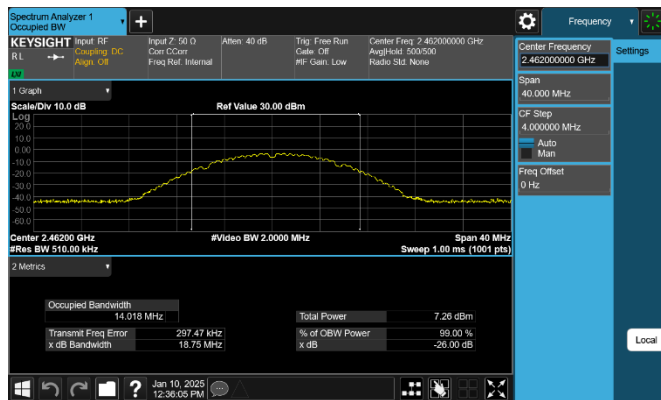 Spectrum Analyzer 1
Occupied BW
+
Frequency
KEYSIGHT
R L
Input: RF
Coupling: DC
Align: Off
Input Z: 50 Ω
Corr CCorr
Freq Ref: Internal
Atten: 40 dB
Trig: Free Run
Gate: Off
#IF Gain: Low
Center Freq: 2.462000000 GHz
Avg|Hold: 500/500
Radio Std: None
Center Frequency
2.462000000 GHz
Settings
Span
40.000 MHz
CF Step
4.000000 MHz
Auto
Man
Freq Offset
0 Hz
Local
1 Graph
Scale/Div 10.0 dB
Ref Value 30.00 dBm
Log
20.0
10.0
0.00
-10.0
-20.0
-30.0
-40.0
-50.0
-60.0
Center 2.46200 GHz
#Video BW 2.0000 MHz
Span 40 MHz
#Res BW 510.00 kHz
Sweep 1.00 ms (1001 pts)
2 Metrics
Occupied Bandwidth
14.018 MHz
Total Power 7.26 dBm
Transmit Freq Error 297.47 kHz
% of OBW Power 99.00 %
x dB Bandwidth 18.75 MHz
x dB -26.00 dB
?
Jan 10, 2025
12:36:05 PM